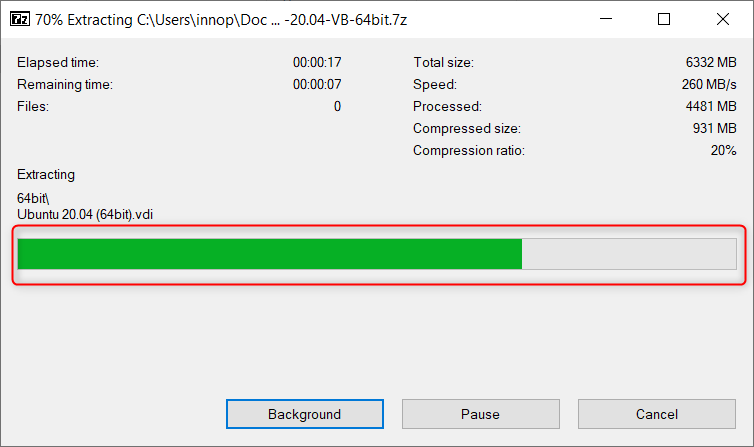 7z 70% Extracting C:\Users\innop\Doc ... -20.04-VB-64bit.7z
Elapsed time: 00:00:17
Total size: 6332 MB
Remaining time: 00:00:07
Speed: 260 MB/s
Files: 0
Processed: 4481 MB
Compressed size: 931 MB
Compression ratio: 20%
Extracting
64bit\
Ubuntu 20.04 (64bit).vdi
Background Pause Cancel